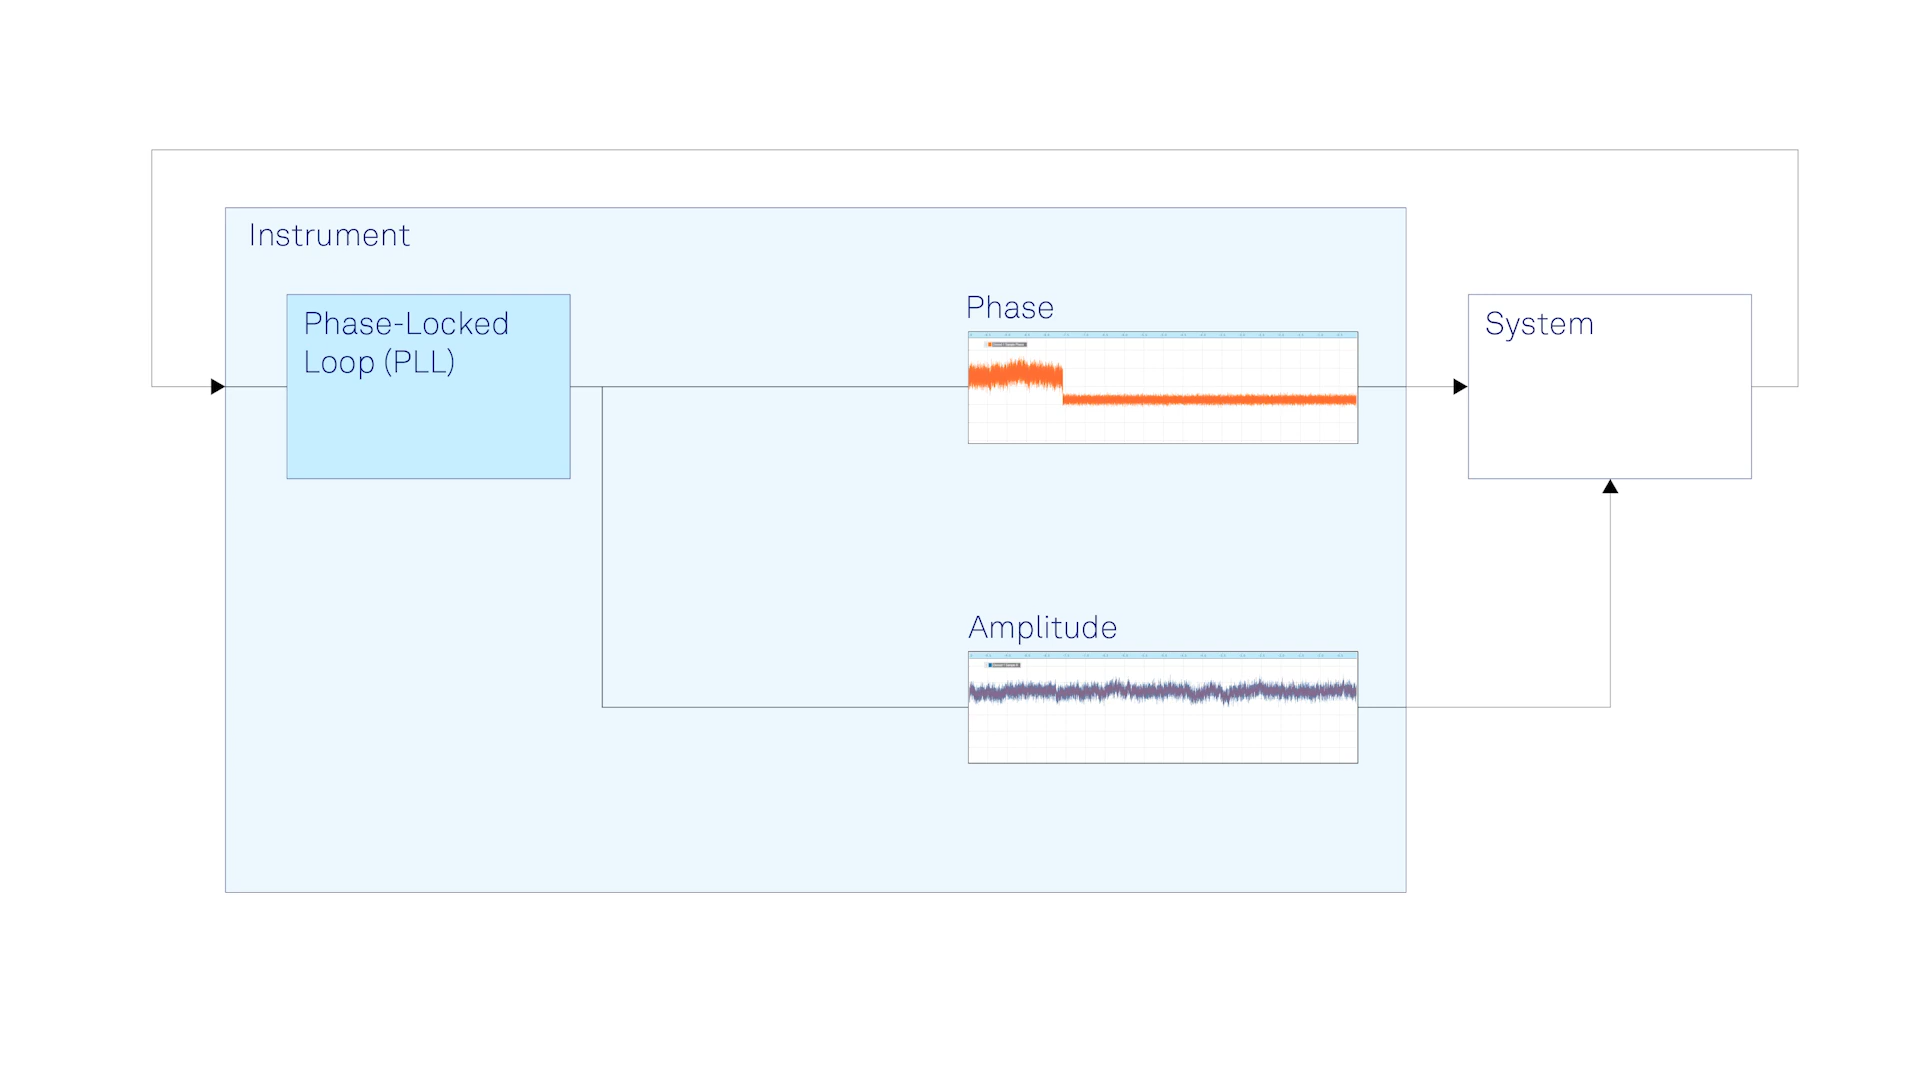 Instrument
Phase-Locked
Loop (PLL)
Phase
System
Amplitude